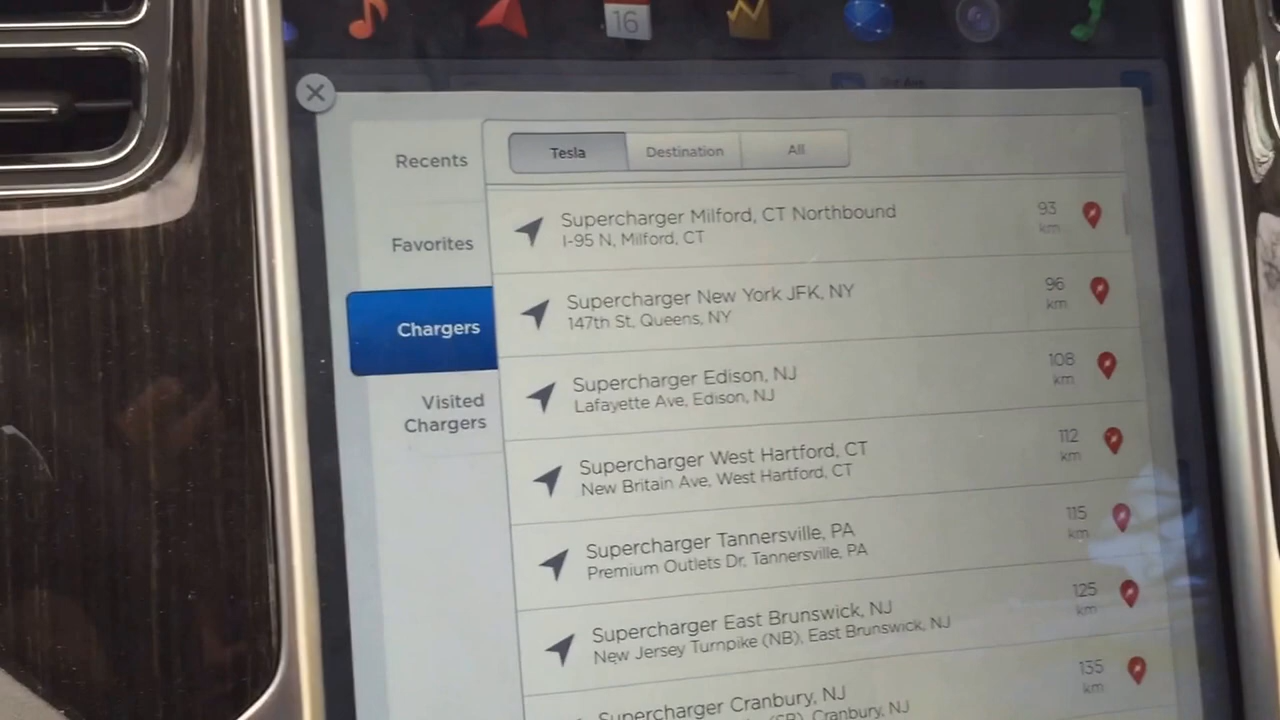 16
Recents
Favorites
Chargers
Visited
Chargers
Tesla
Destination
All
Supercharger Milford, CT Northbound
I-95 N, Milford, CT
93
km
Supercharger New York JFK, NY
147th St, Queens, NY
96
km
Supercharger Edison, NJ
Lafayette Ave, Edison, NJ
108
km
Supercharger West Hartford, CT
New Britain Ave, West Hartford, CT
112
km
Supercharger Tannersville, PA
Premium Outlets Dr, Tannersville, PA
115
km
Supercharger East Brunswick, NJ
New Jersey Turnpike (NB), East Brunswick, NJ
125
km
Supercharger Cranbury, NJ
Cranbury, NJ
135
km